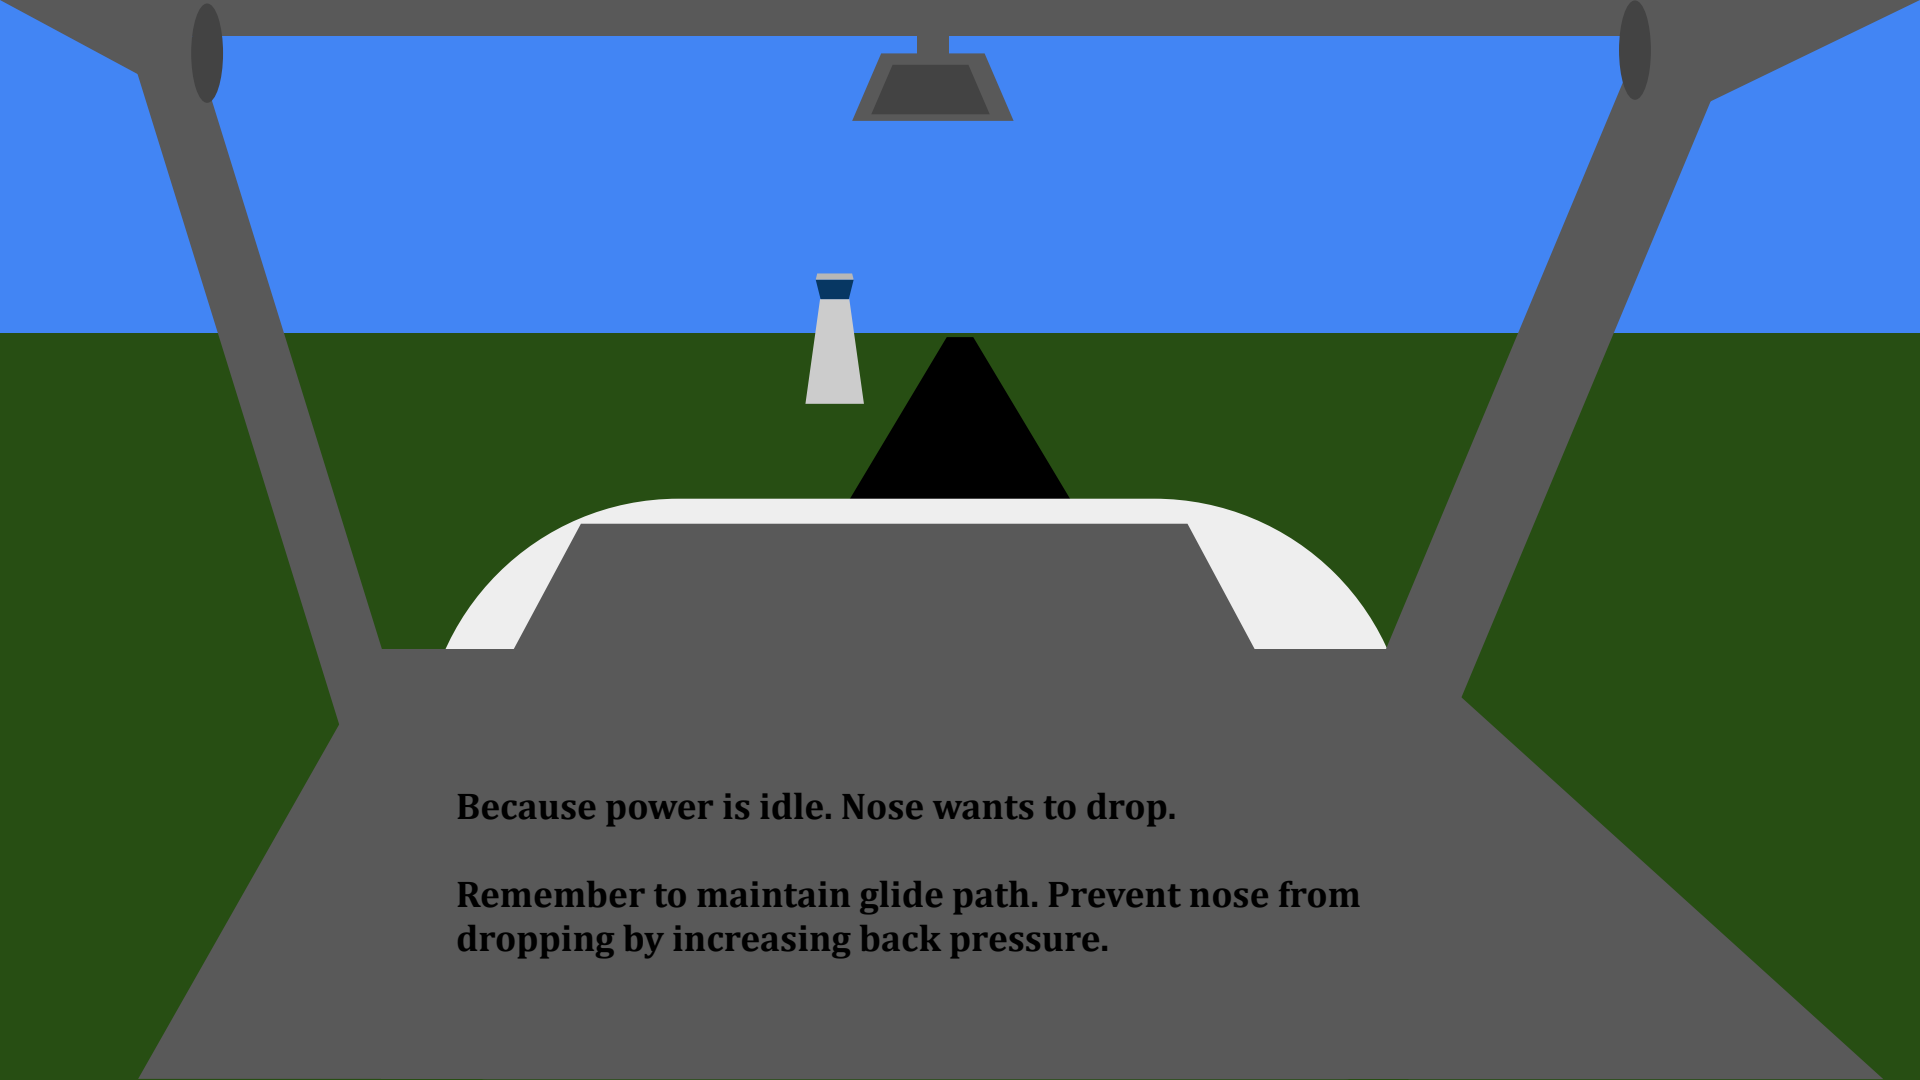 Because power is idle. Nose wants to drop.
Remember to maintain glide path. Prevent nose from
dropping by increasing back pressure.